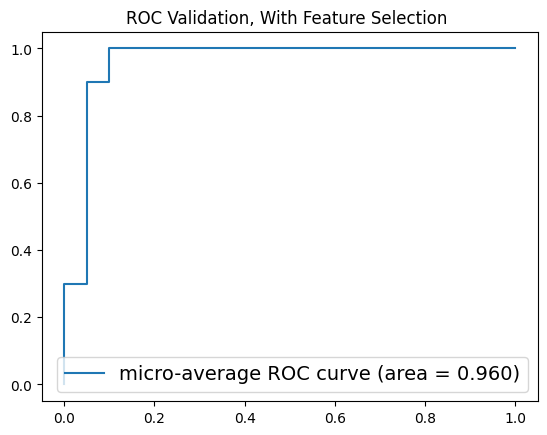 ROC Validation, With Feature Selection
1.0
0.8
0.6
0.4
0.2
0.0
micro-average ROC curve (area = 0.960)
0.0 0.2 0.4 0.6 0.8 1.0